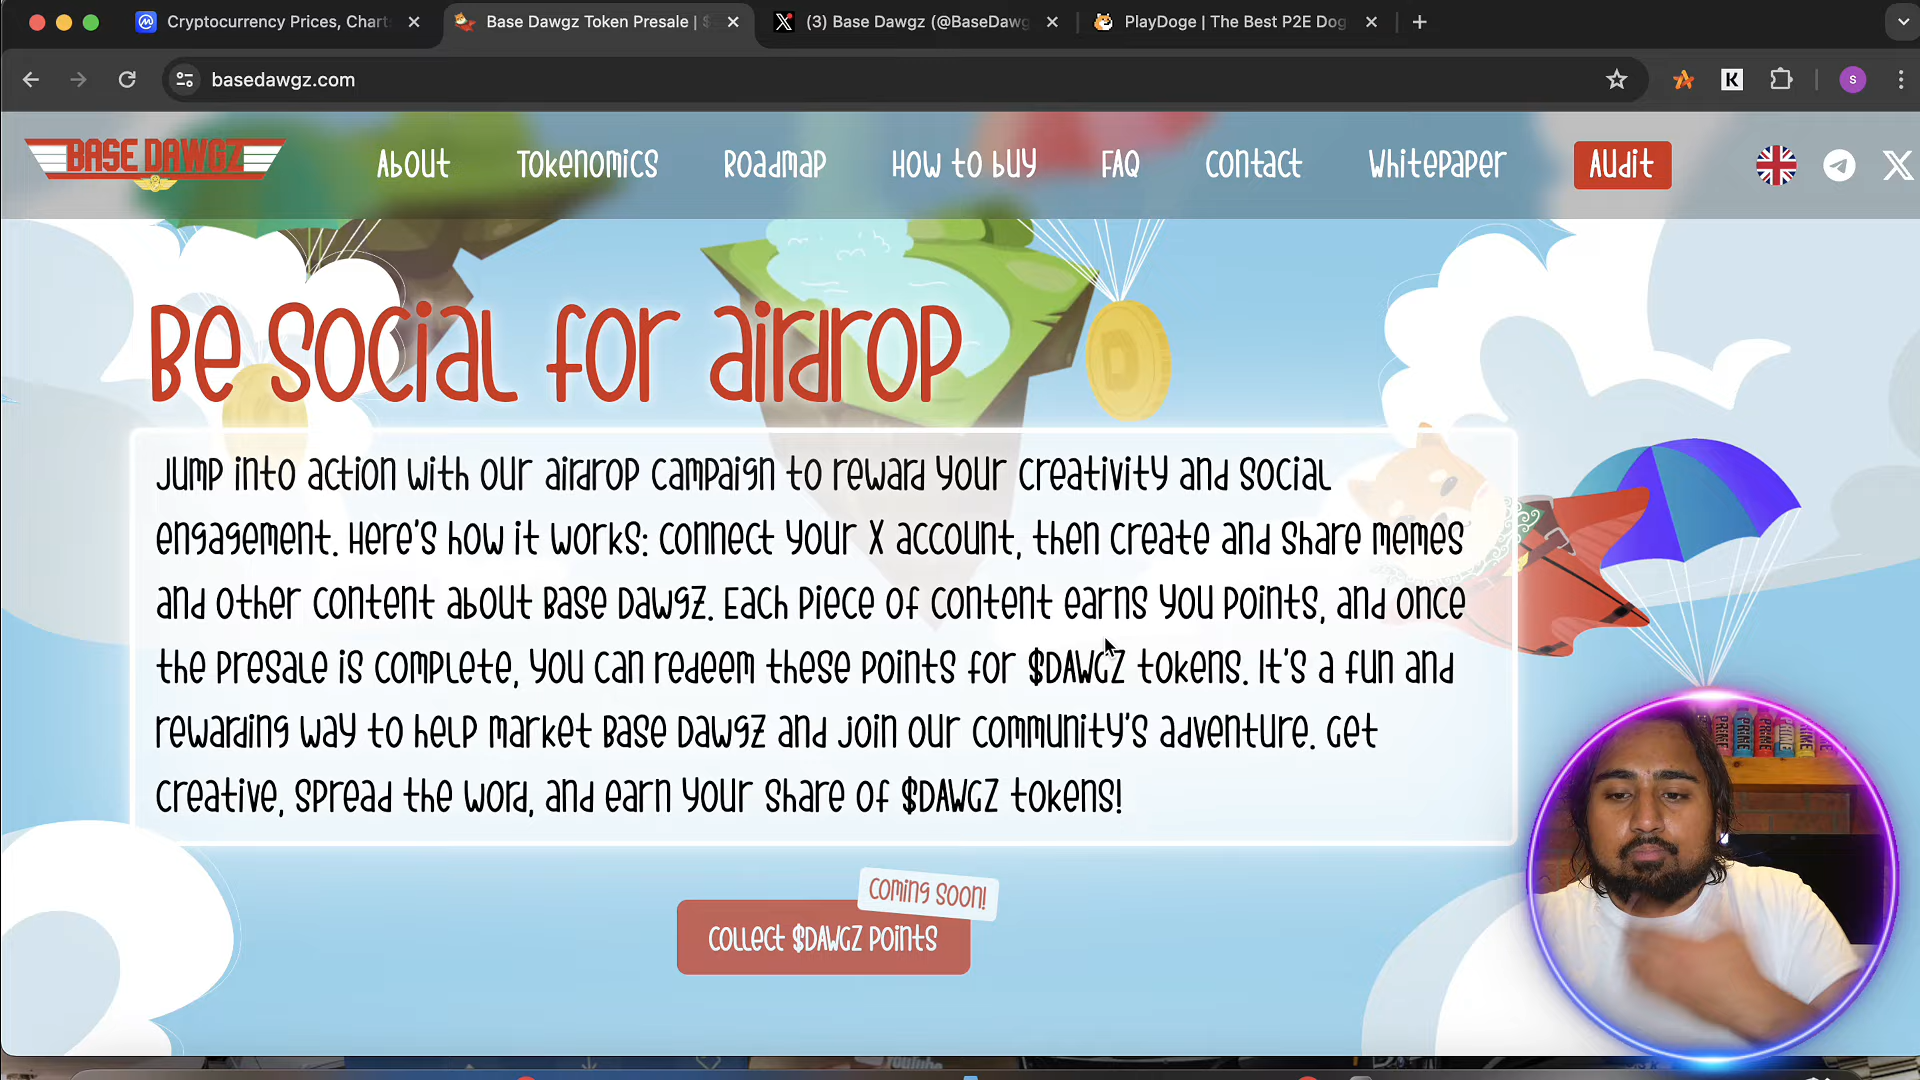 Cryptocurrency Prices, Chart
Base Dawgz Token Presale | $
(3) Base Dawgz (@BaseDawg
PlayDoge | The Best P2E Dog
basedawgz.com
K
S
BASE DAWGZ
About
Tokenomics
Roadmap
How to buy
FAQ
Contact
Whitepaper
Audit
Be social for airdrop
D
Jump into action with our airdrop campaign to reward your creativity and social
engagement. Here's how it works: connect your X account, then create and share memes
and other content about Base Dawgz. Each piece of content earns you points, and once
the presale is complete, you can redeem these points for $DAWGZ tokens. It's a fun and
rewarding way to help market Base Dawgz and join our community's adventure. Get
creative, spread the word, and earn your share of $DAWGZ tokens!
Coming soon!
Collect $DAWGZ points
PRIME
PRIME
PRIME
PRIME